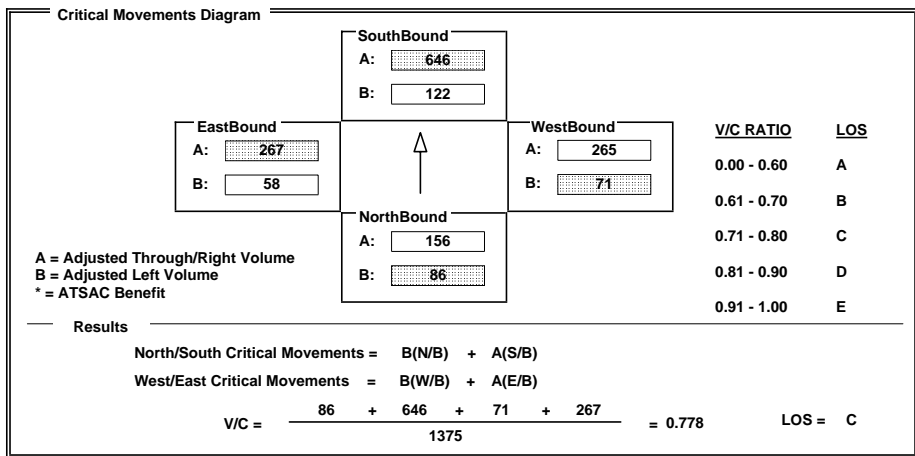 Critical Movements Diagram
SouthBound
A: 646
B: 122
EastBound
A: 267
B: 58
WestBound
A: 265
B: 71
NorthBound
A: 156
B: 86
V/C RATIO LOS
0.00 - 0.60 A
0.61 - 0.70 B
0.71 - 0.80 C
0.81 - 0.90 D
0.91 - 1.00 E
A = Adjusted Through/Right Volume
B = Adjusted Left Volume
* = ATSAC Benefit
Results
North/South Critical Movements = B(N/B) + A(S/B)
West/East Critical Movements = B(W/B) + A(E/B)
V/C = 86 + 646 + 71 + 267 = 0.778 LOS = C
1375